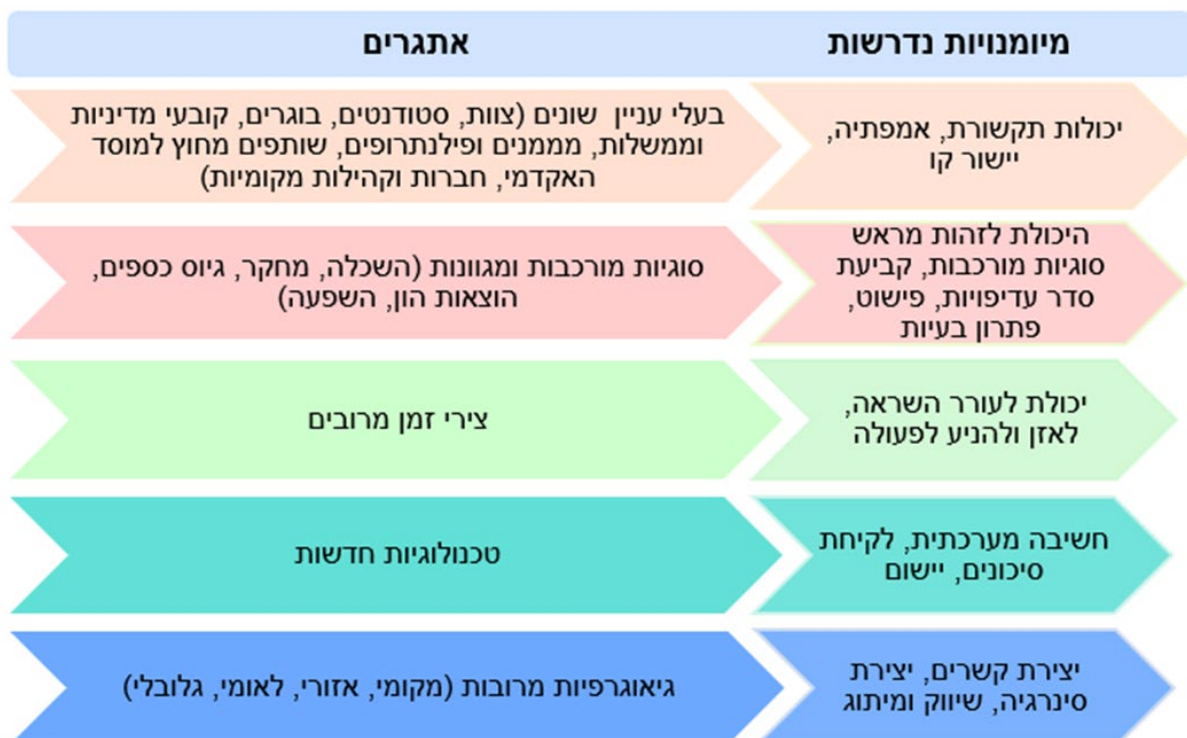 מיומנויות נדרשות
אתגרים
יכולות תקשורת, אמפתיה,
יישור קו
בעלי עניין שונים (צוות, סטודנטים, בוגרים, קובעי מדיניות
וממשלות, מממנים ופילנתרופים, שותפים מחוץ למוסד
האקדמי, חברות וקהילות מקומיות)
היכולת לזהות מראש
סוגיות מורכבות, קביעת
סדר עדיפויות, פישוט,
פתרון בעיות
סוגיות מורכבות ומגוונות (השכלה, מחקר, גיוס כספים,
הוצאות הון, השפעה)
יכולת לעורר השראה,
לאזן ולהניע לפעולה
צירי זמן מרובים
חשיבה מערכתית, לקיחת
סיכונים, יישום
טכנולוגיות חדשות
יצירת קשרים, יצירת
סינרגיה, שיווק ומיתוג
גיאוגרפיות מרובות (מקומי, אזורי, לאומי, גלובלי)